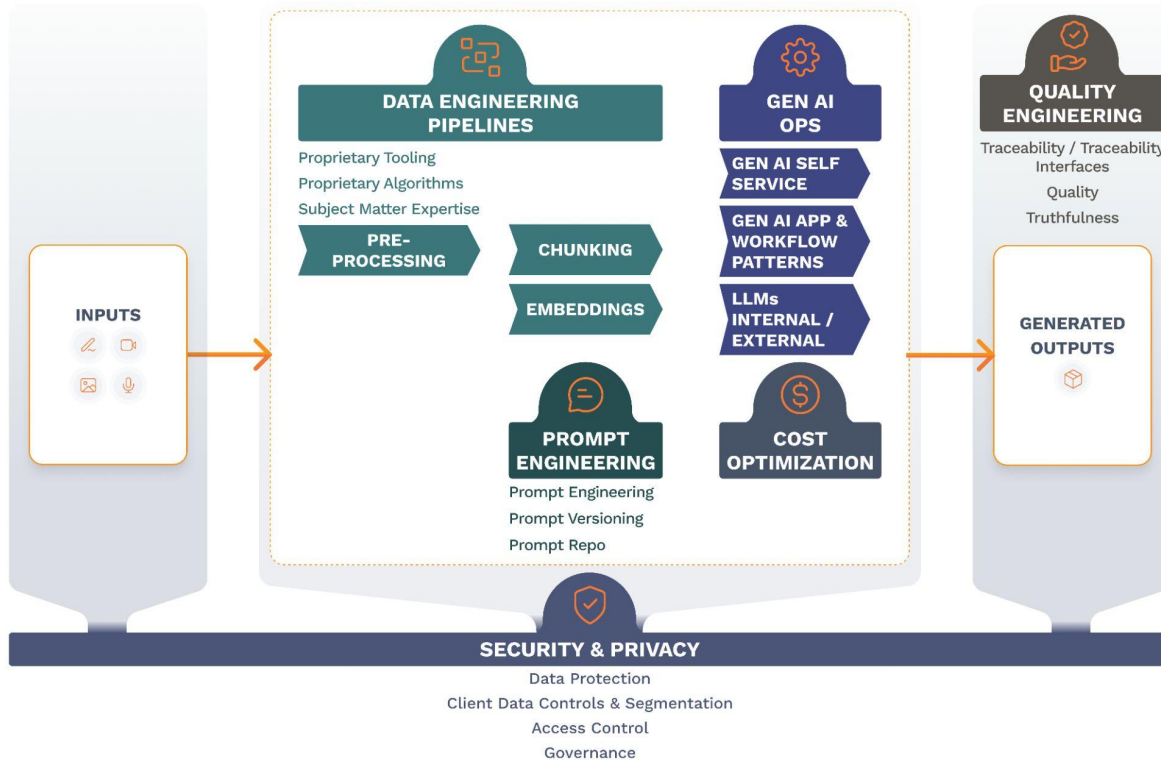 DATA ENGINEERING
PIPELINES
Proprietary Tooling
Proprietary Algorithms
Subject Matter Expertise
PRE-
PROCESSING
CHUNKING
EMBEDDINGS
GEN AI
OPS
GEN AI SELF
SERVICE
GEN AI APP &
WORKFLOW
PATTERNS
LLMs
INTERNAL /
EXTERNAL
QUALITY
ENGINEERING
Traceability / Traceability
Interfaces
Quality
Truthfulness
INPUTS
GENERATED
OUTPUTS
PROMPT
ENGINEERING
Prompt Engineering
Prompt Versioning
Prompt Repo
$
COST
OPTIMIZATION
SECURITY & PRIVACY
Data Protection
Client Data Controls & Segmentation
Access Control
Governance